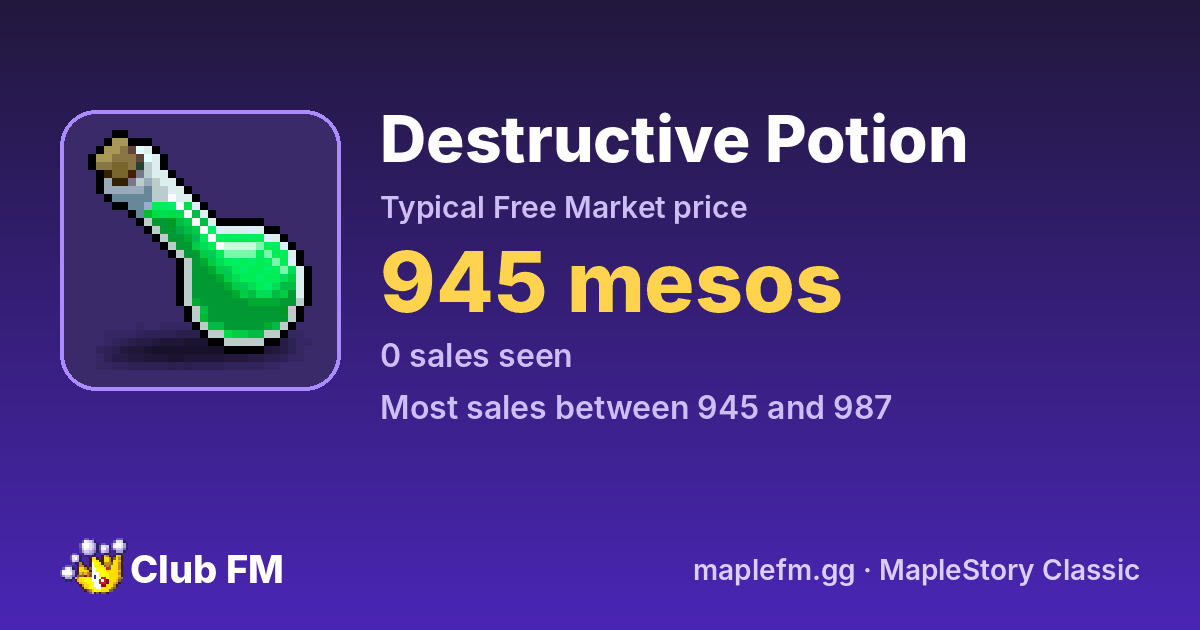 Destructive Potion
Typical Free Market price
945 mesos
0 sales seen
Most sales between 945 and 987
Club FM
maplefm.gg · MapleStory Classic